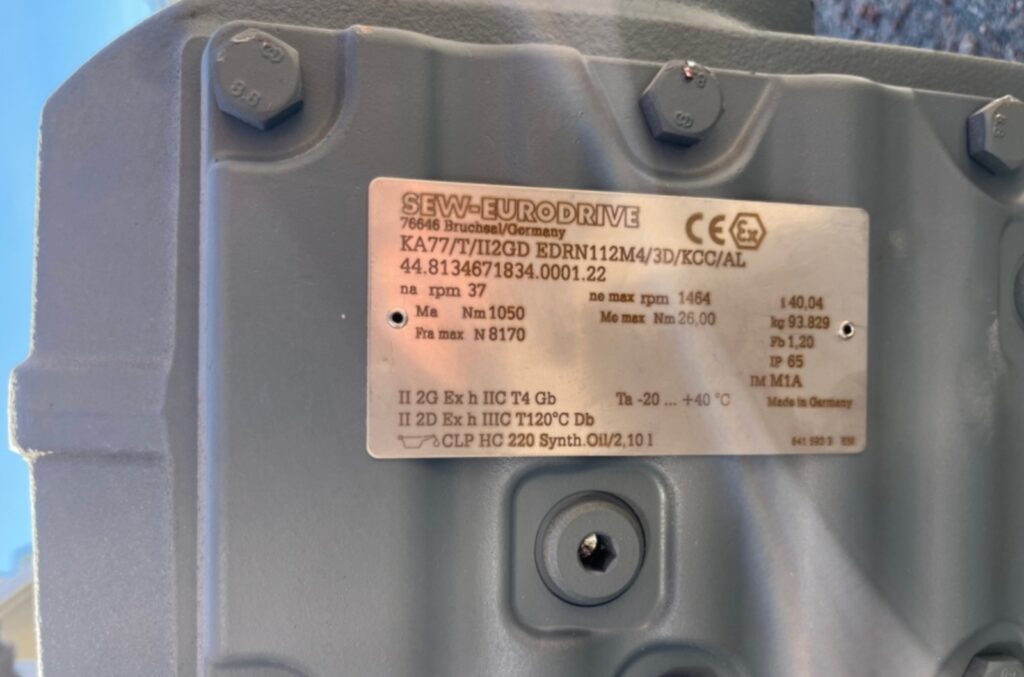 SEW-EURODRIVE CE Ex
76646 Bruchsal/Germany
KA77/T/II2GD EDRN112M4/3D/KCC/AL
44.8134671834.0001.22
na rpm 37 ne max rpm 1464 i 40,04
Ma Nm 1050 Me max Nm 26,00 kg 93.829
Fra max N 8170 Fb 1,20
IP 65
IM M1A
II 2G Ex h IIC T4 Gb Ta -20 ... +40 °C Made in Germany
II 2D Ex h IIIC T120°C Db
CLP HC 220 Synth.Oil/2,10 l
8.8
8.8